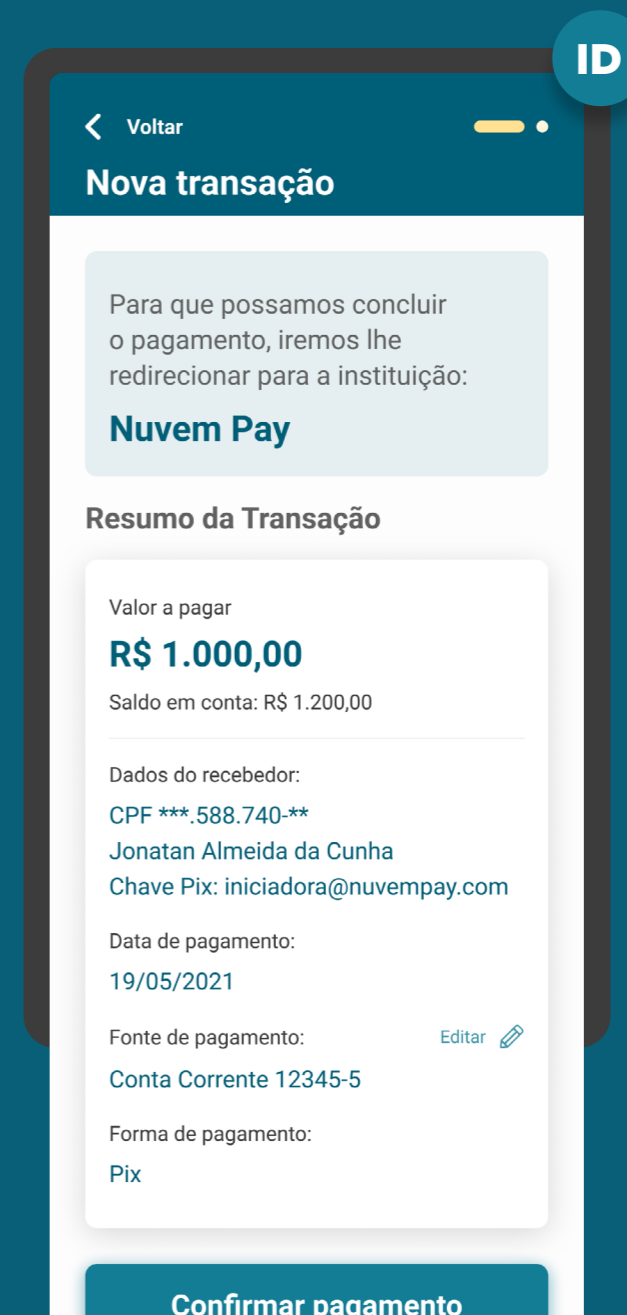 ID
Voltar
Nova transação
Para que possamos concluir
o pagamento, iremos lhe
redirecionar para a instituição:
Nuvem Pay
Resumo da Transação
Valor a pagar
R$ 1.000,00
Saldo em conta: R$ 1.200,00
Dados do recebedor:
CPF ***.588.740-**
Jonatan Almeida da Cunha
Chave Pix: iniciadora@nuvempay.com
Data de pagamento:
19/05/2021
Fonte de pagamento:
Editar
Conta Corrente 12345-5
Forma de pagamento:
Pix
Confirmar pagamento